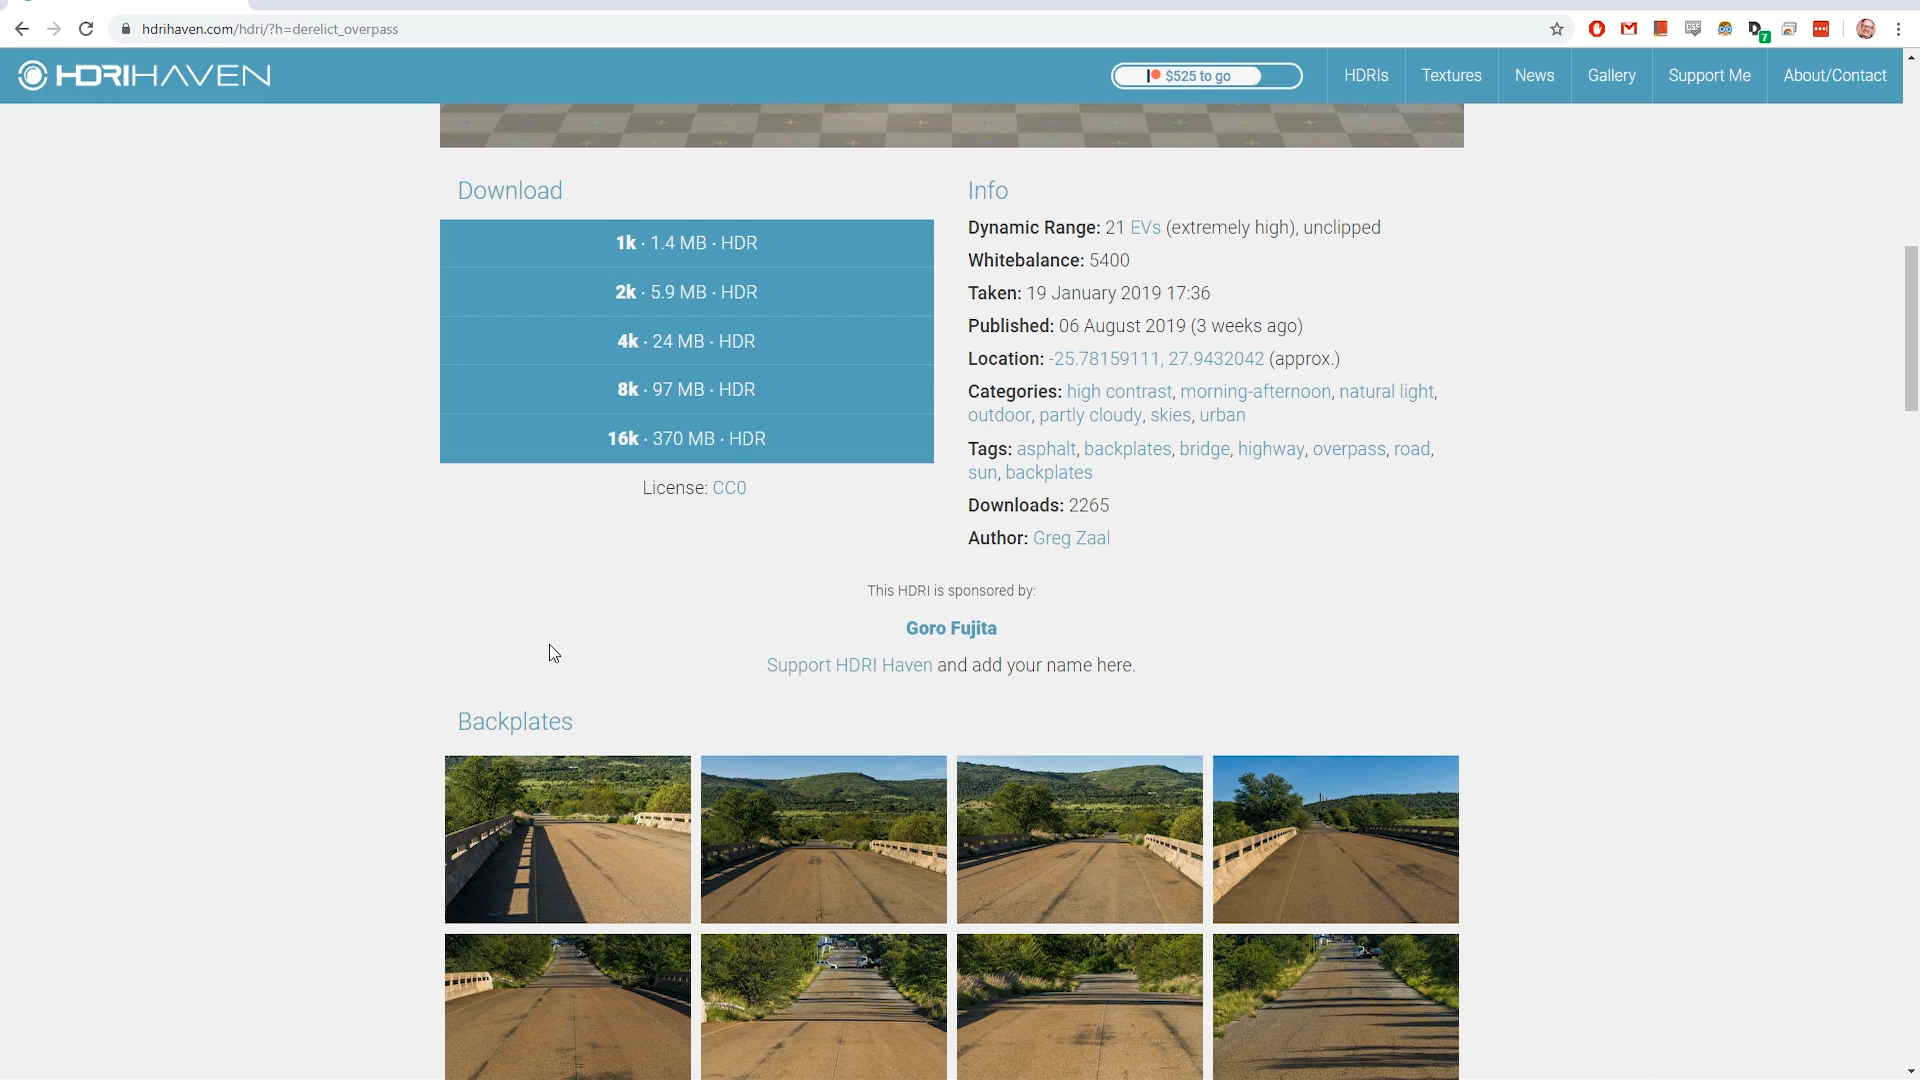 hdrihaven.com/hdri/?h=derelict_overpass
7
HDRIHAVEN
$525 to go
HDRIs
Textures
News
Gallery
Support Me
About/Contact
Download
1k · 1.4 MB · HDR
2k · 5.9 MB · HDR
4k · 24 MB · HDR
8k · 97 MB · HDR
16k · 370 MB · HDR
License: CC0
Info
Dynamic Range: 21 EVs (extremely high), unclipped
Whitebalance: 5400
Taken: 19 January 2019 17:36
Published: 06 August 2019 (3 weeks ago)
Location: -25.78159111, 27.9432042 (approx.)
Categories: high contrast, morning-afternoon, natural light,
outdoor, partly cloudy, skies, urban
Tags: asphalt, backplates, bridge, highway, overpass, road,
sun, backplates
Downloads: 2265
Author: Greg Zaal
This HDRI is sponsored by:
Goro Fujita
Support HDRI Haven and add your name here.
Backplates